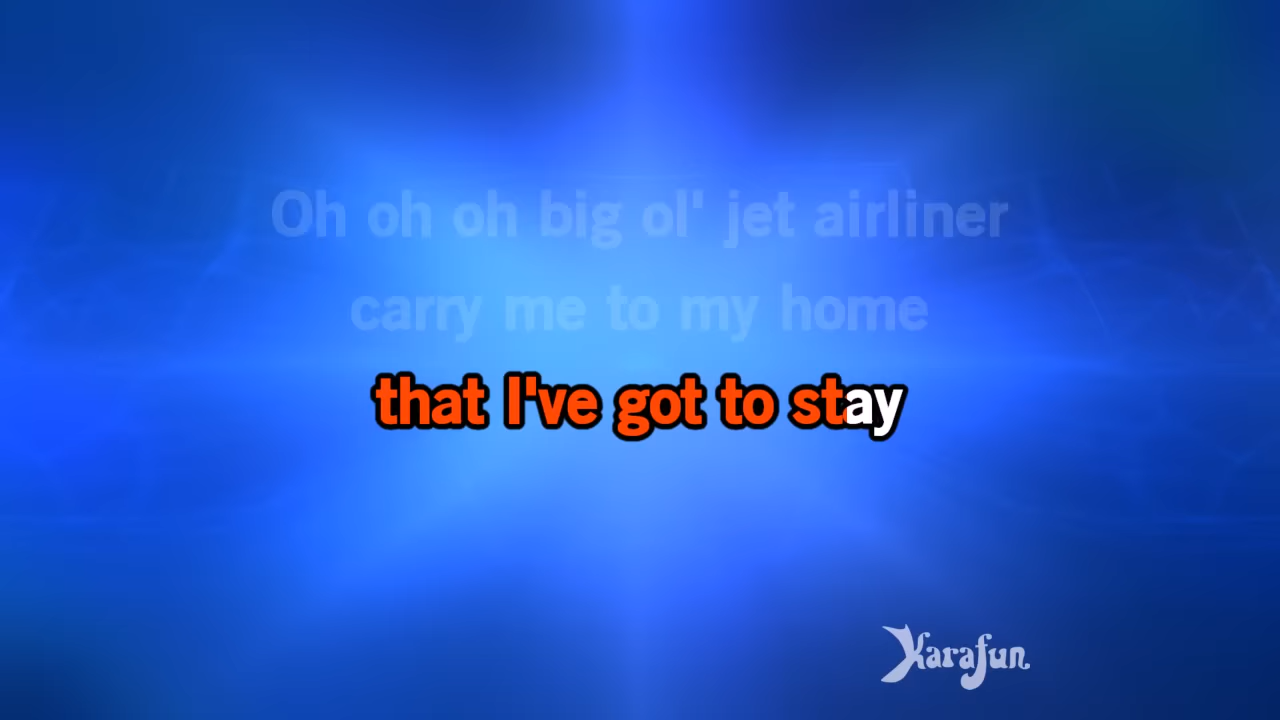 Oh oh oh big ol' jet airliner
carry me to my home
that I've got to stay
Karafun